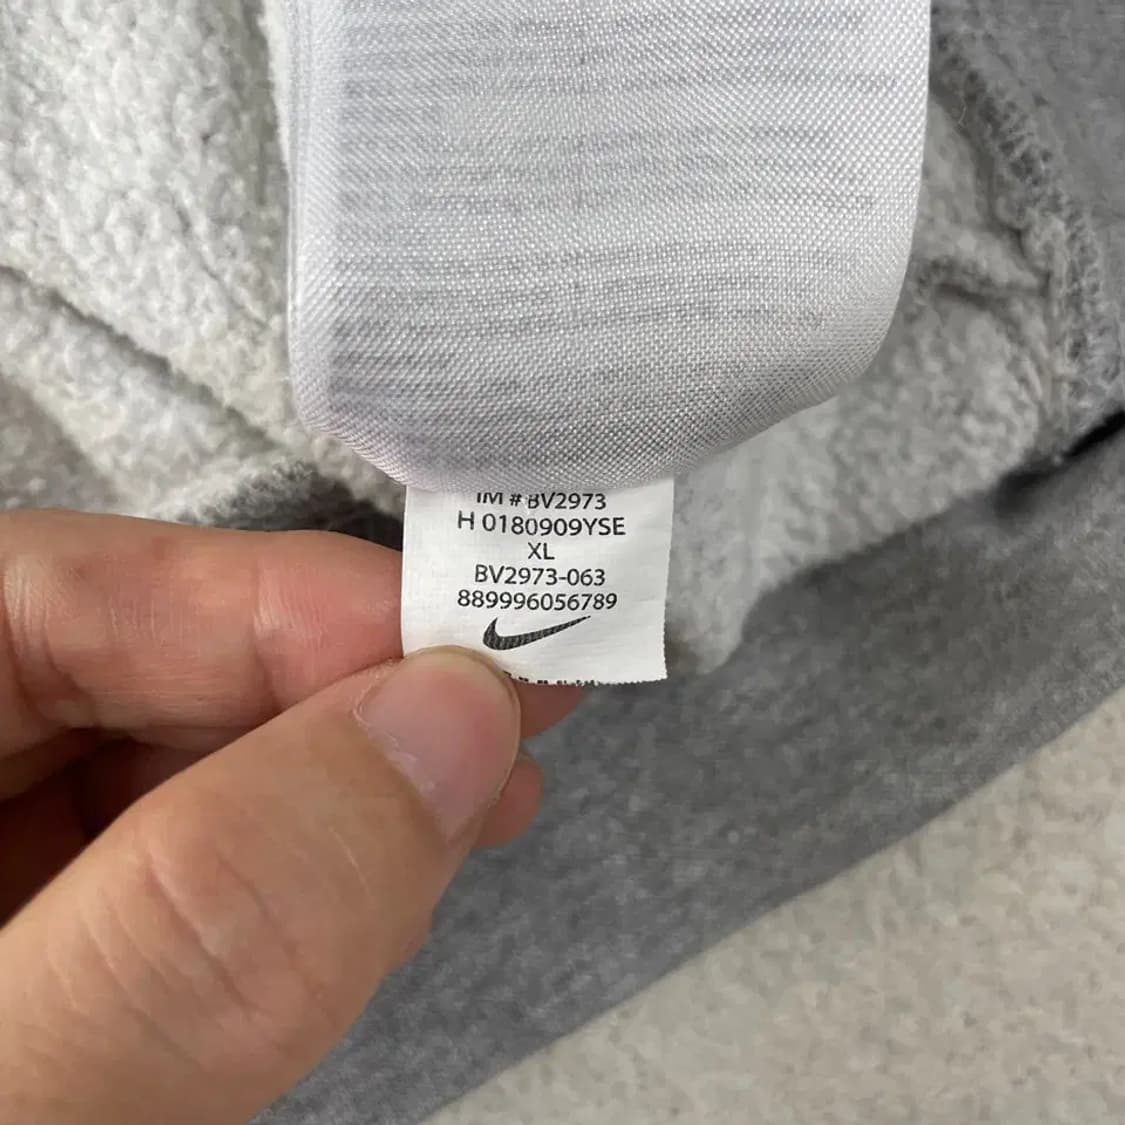 IM # BV2973
H 0180909YSE
XL
BV2973-063
889996056789